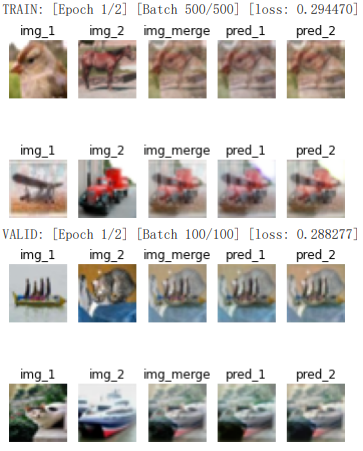 TRAIN: [Epoch 1/2] [Batch 500/500] [loss: 0.294470]
img_1 img_2 img_merge pred_1 pred_2
img_1 img_2 img_merge pred_1 pred_2
VALID: [Epoch 1/2] [Batch 100/100] [loss: 0.288277]
img_1 img_2 img_merge pred_1 pred_2
img_1 img_2 img_merge pred_1 pred_2